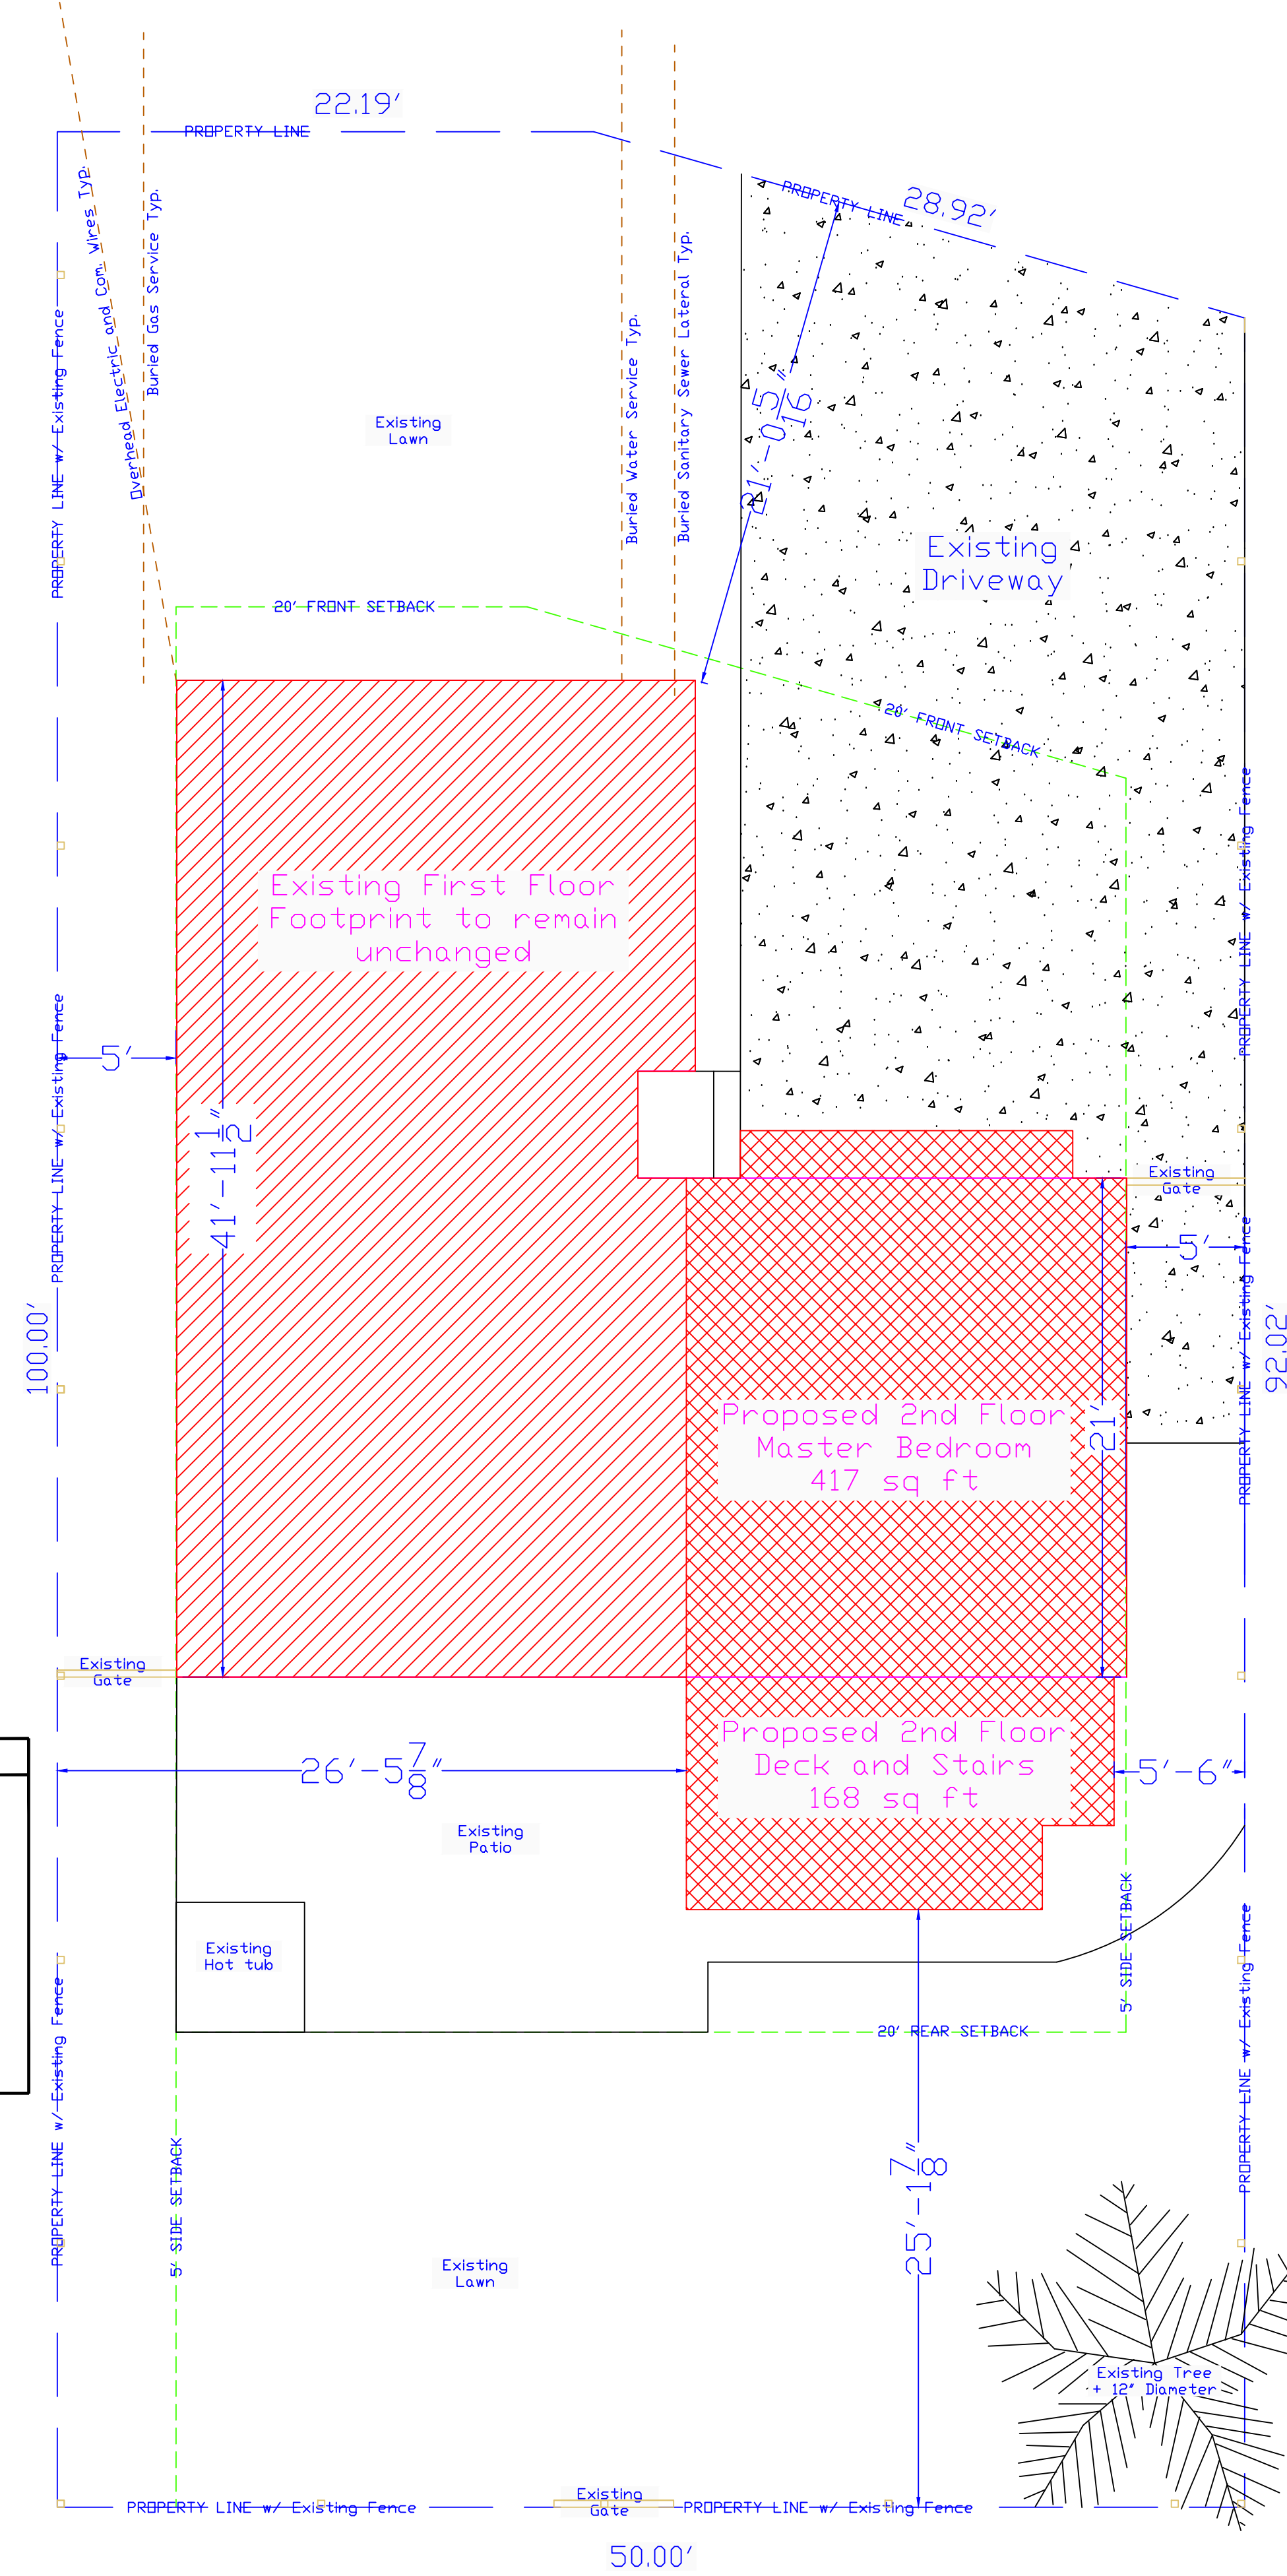 22.19'
PROPERTY LINE
PROPERTY LINE
28.92'
Overhead Electric and Com. Wires Typ.
Buried Gas Service Typ.
Buried Water Service Typ.
Buried Sanitary Sewer Lateral Typ.
PROPERTY LINE w/ Existing Fence
Existing
Lawn
21'-0 5/16"
Existing
Driveway
20' FRONT SETBACK
20' FRONT SETBACK
PROPERTY LINE w/ Existing Fence
Existing First Floor
Footprint to remain
unchanged
PROPERTY LINE w/ Existing Fence
5'
41'-11 1/2"
Existing
Gate
5'
100.00'
92.02'
PROPERTY LINE w/ Existing Fence
Proposed 2nd Floor
Master Bedroom
417 sq ft
21'
Existing
Gate
Proposed 2nd Floor
Deck and Stairs
168 sq ft
26'-5 7/8"
5'-6"
Existing
Patio
Existing
Hot tub
5' SIDE SETBACK
20' REAR SETBACK
PROPERTY LINE w/ Existing Fence
PROPERTY LINE w/ Existing Fence
5' SIDE SETBACK
25'-1 7/8"
Existing
Lawn
Existing Tree
+ 12" Diameter
PROPERTY LINE w/ Existing Fence
Existing
Gate
PROPERTY LINE w/ Existing Fence
50.00'